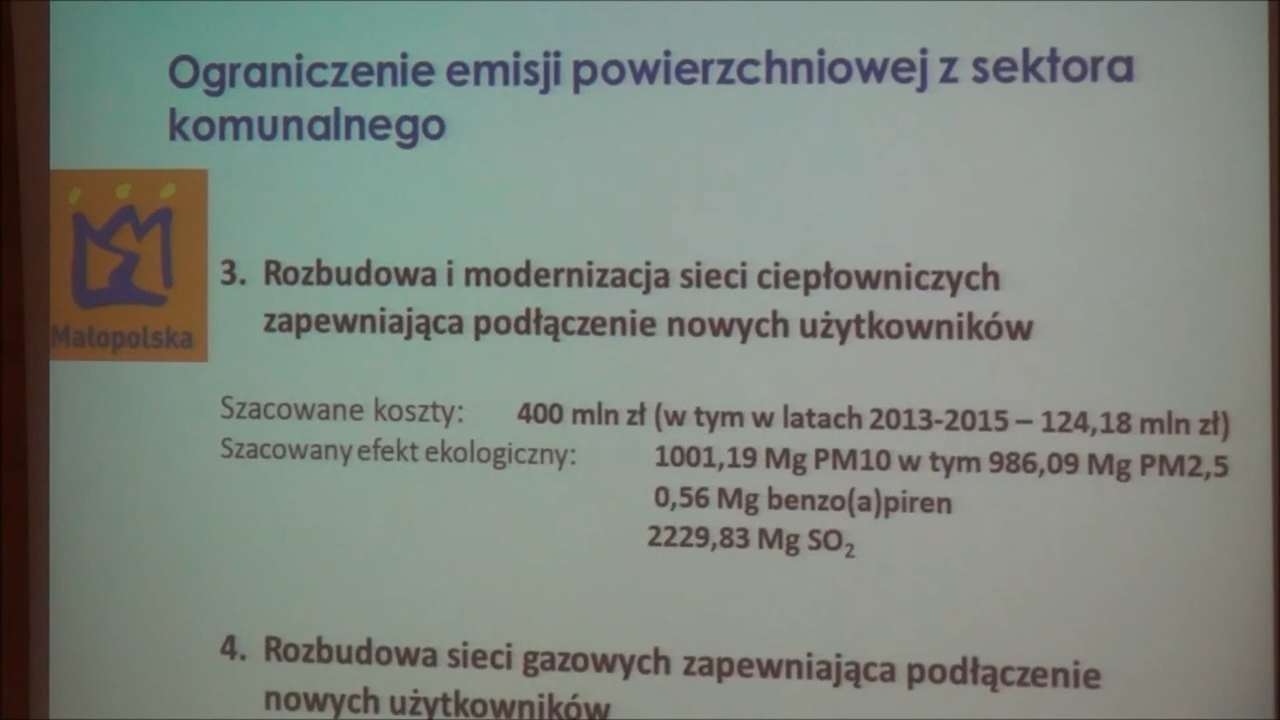 Ograniczenie emisji powierzchniowej z sektora
komunalnego
Małopolska
3. Rozbudowa i modernizacja sieci ciepłowniczych
zapewniająca podłączenie nowych użytkowników
Szacowane koszty: 400 mln zł (w tym w latach 2013-2015 – 124,18 mln zł)
Szacowany efekt ekologiczny: 1001,19 Mg PM10 w tym 986,09 Mg PM2,5
0,56 Mg benzo(a)piren
2229,83 Mg SO₂
4. Rozbudowa sieci gazowych zapewniająca podłączenie
nowych użytkowników